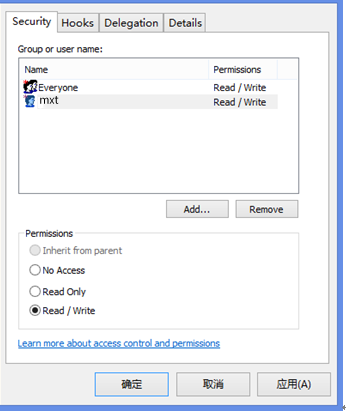 Security Hooks Delegation Details
Group or user name:
Name Permissions
Everyone Read / Write
mxt Read / Write
Add... Remove
Permissions
Inherit from parent
No Access
Read Only
Read / Write
Learn more about access control and permissions
确定 取消 应用(A)